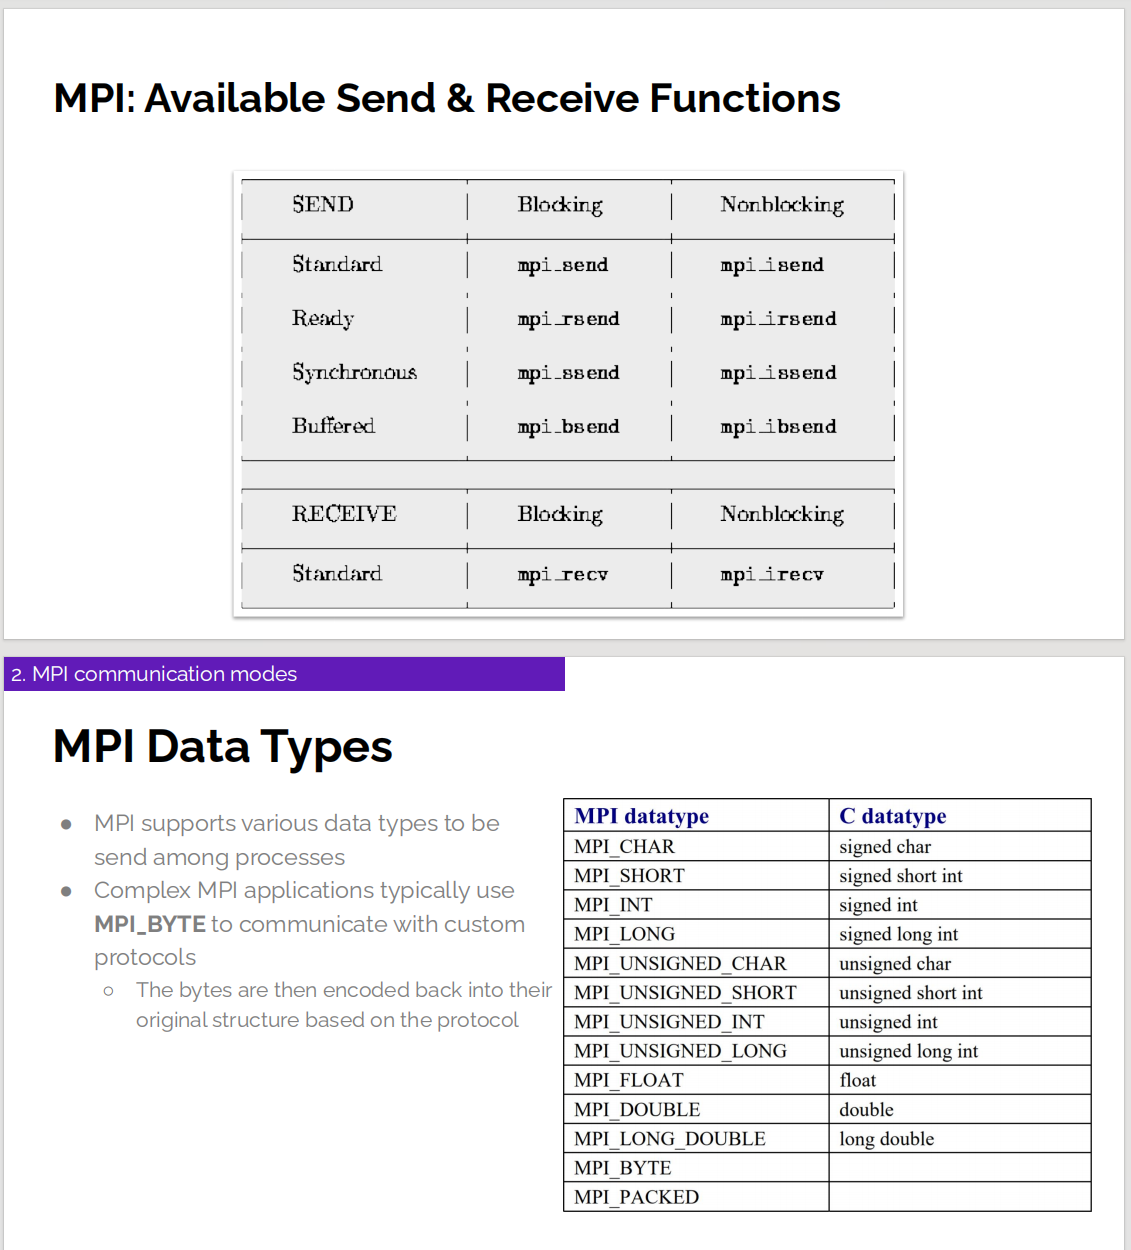 MPI: Available Send & Receive Functions
SEND Blocking Nonblocking
Standard mpi_send mpi_isend
Ready mpi_rsend mpi_irsend
Synchronous mpi_ssend mpi_issend
Buffered mpi_bsend mpi_ibsend
RECEIVE Blocking Nonblocking
Standard mpi_recv mpi_irecv
2. MPI communication modes
MPI Data Types
● MPI supports various data types to be
send among processes
● Complex MPI applications typically use
MPI_BYTE to communicate with custom
protocols
○ The bytes are then encoded back into their
original structure based on the protocol
MPI datatype C datatype
MPI_CHAR signed char
MPI_SHORT signed short int
MPI_INT signed int
MPI_LONG signed long int
MPI_UNSIGNED_CHAR unsigned char
MPI_UNSIGNED_SHORT unsigned short int
MPI_UNSIGNED_INT unsigned int
MPI_UNSIGNED_LONG unsigned long int
MPI_FLOAT float
MPI_DOUBLE double
MPI_LONG_DOUBLE long double
MPI_BYTE
MPI_PACKED